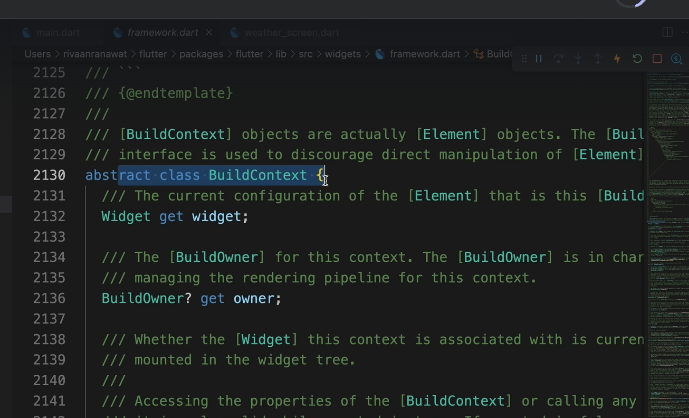 main.dart framework.dart weather_screen.dart
Users > rivaanranawat > flutter > packages > flutter > lib > src > widgets > framework.dart > BuildC
2125 /// ```
2126 /// {@endtemplate}
2127 ///
2128 /// [BuildContext] objects are actually [Element] objects. The [Buil
2129 /// interface is used to discourage direct manipulation of [Element]
2130 abstract class BuildContext {
2131 /// The current configuration of the [Element] that is this [Build
2132 Widget get widget;
2133
2134 /// The [BuildOwner] for this context. The [BuildOwner] is in char
2135 /// managing the rendering pipeline for this context.
2136 BuildOwner? get owner;
2137
2138 /// Whether the [Widget] this context is associated with is curren
2139 /// mounted in the widget tree.
2140 ///
2141 /// Accessing the properties of the [BuildContext] or calling any